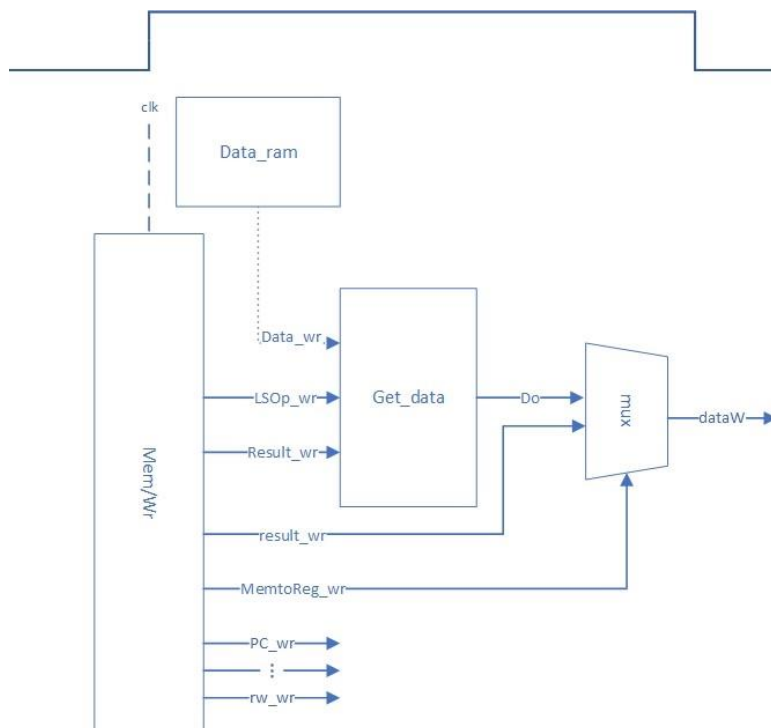 clk
Data_ram
Data_wr
LSOp_wr
Get_data
Do
mux
dataW
Mem/Wr
Result_wr
result_wr
MemtoReg_wr
PC_wr
⋮
rw_wr